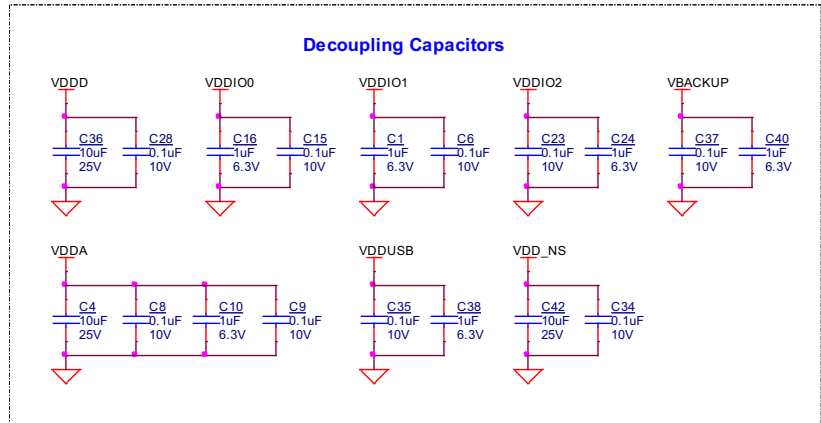 Decoupling Capacitors
VDDD
VDDIO0
VDDIO1
VDDIO2
VBACKUP
C36
10uF
25V
C28
0.1uF
10V
C16
1uF
6.3V
C15
0.1uF
10V
C1
1uF
6.3V
C6
0.1uF
10V
C23
0.1uF
10V
C24
1uF
6.3V
C37
0.1uF
10V
C40
1uF
6.3V
VDDA
VDDUSB
VDD_NS
C4
10uF
25V
C8
0.1uF
10V
C10
1uF
6.3V
C9
0.1uF
10V
C35
0.1uF
10V
C38
1uF
6.3V
C42
10uF
25V
C34
0.1uF
10V